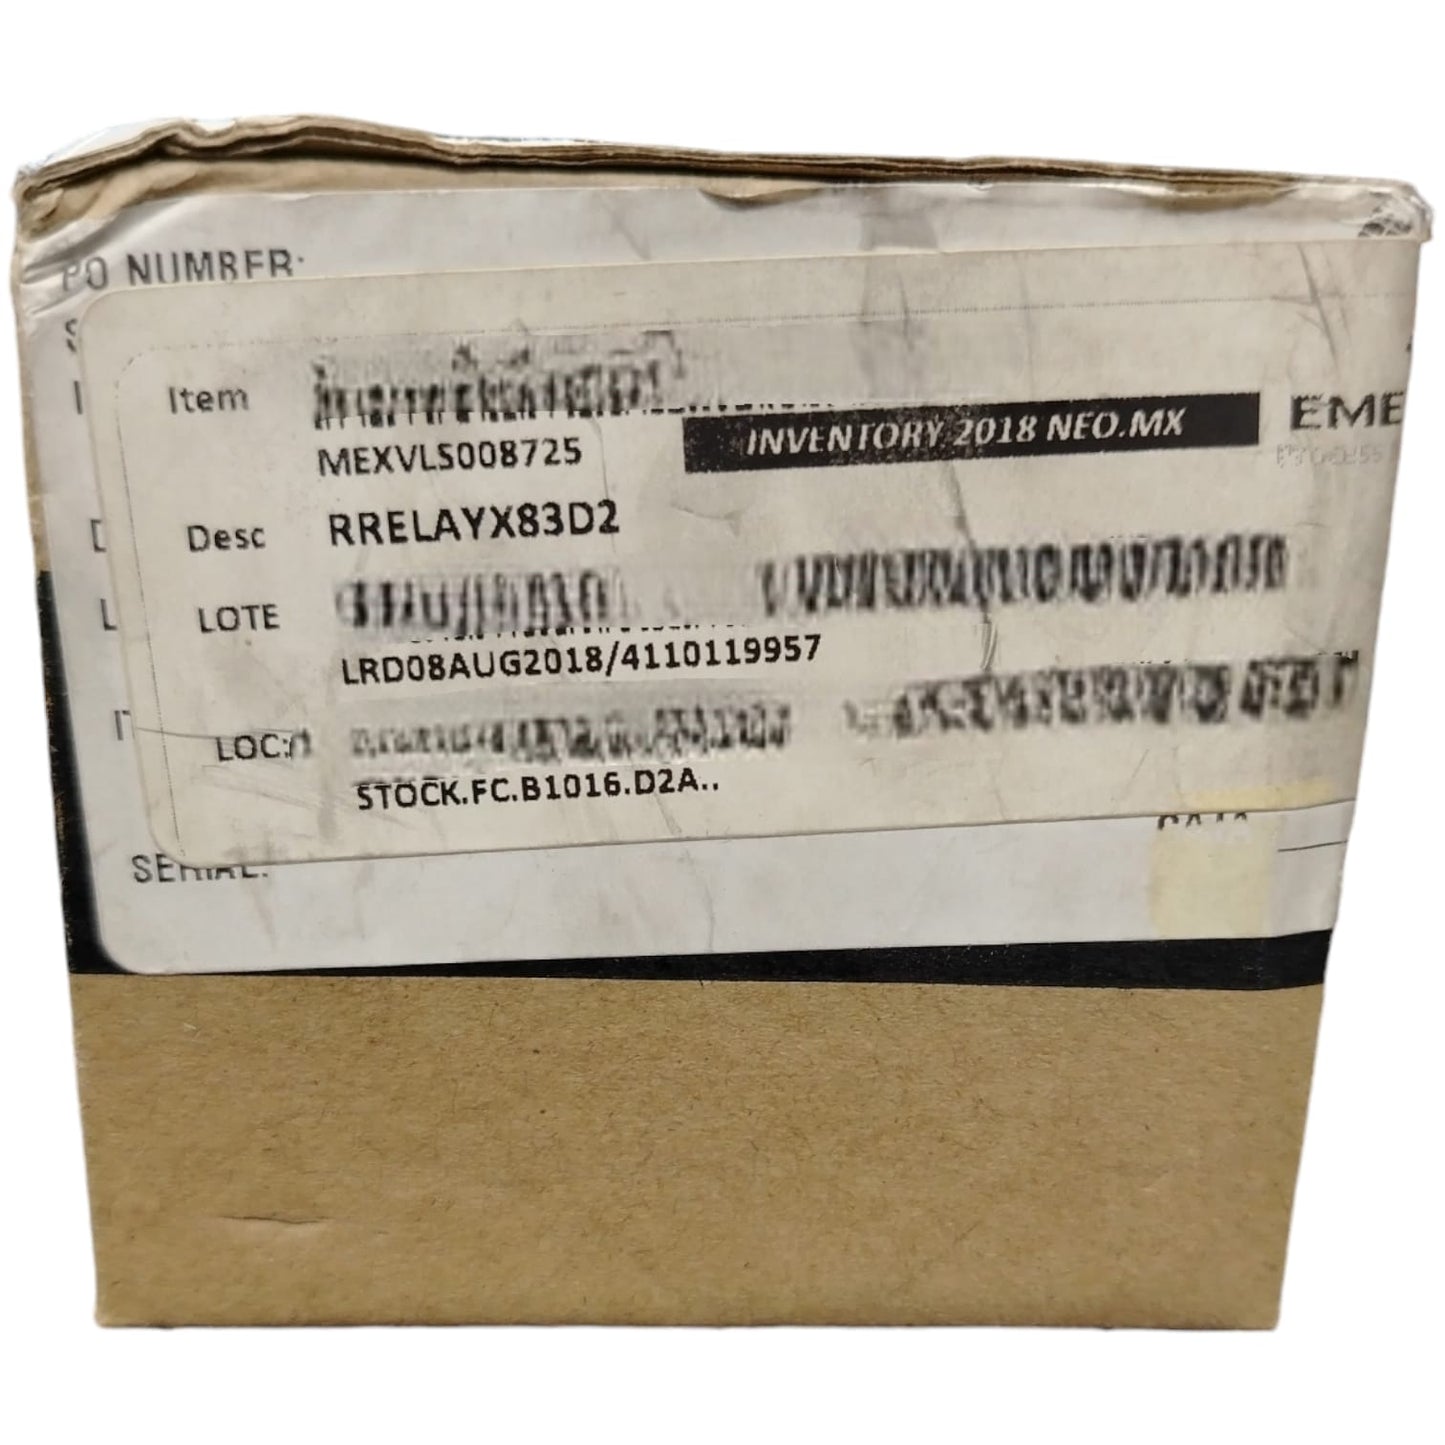 PO NUMBER:
Item
MEXVLS008725
INVENTORY 2018 NEO.MX
EME
Desc RRELAYX83D2
LOTE
LRD08AUG2018/4110119957
LOC:
STOCK.FC.B1016.D2A..
SERIAL: